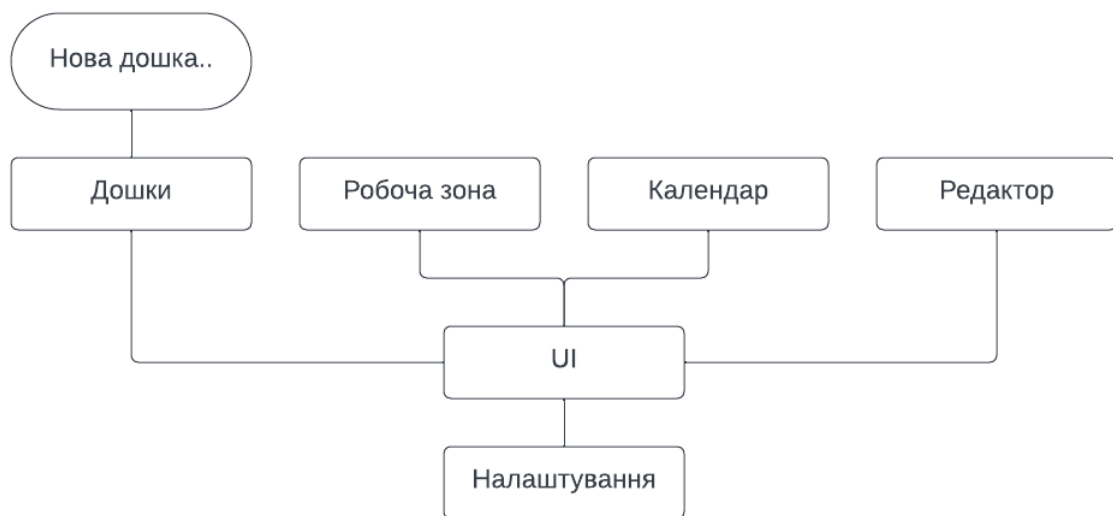 Нова дошка..
Дошки
Робоча зона
Календар
Редактор
UI
Налаштування